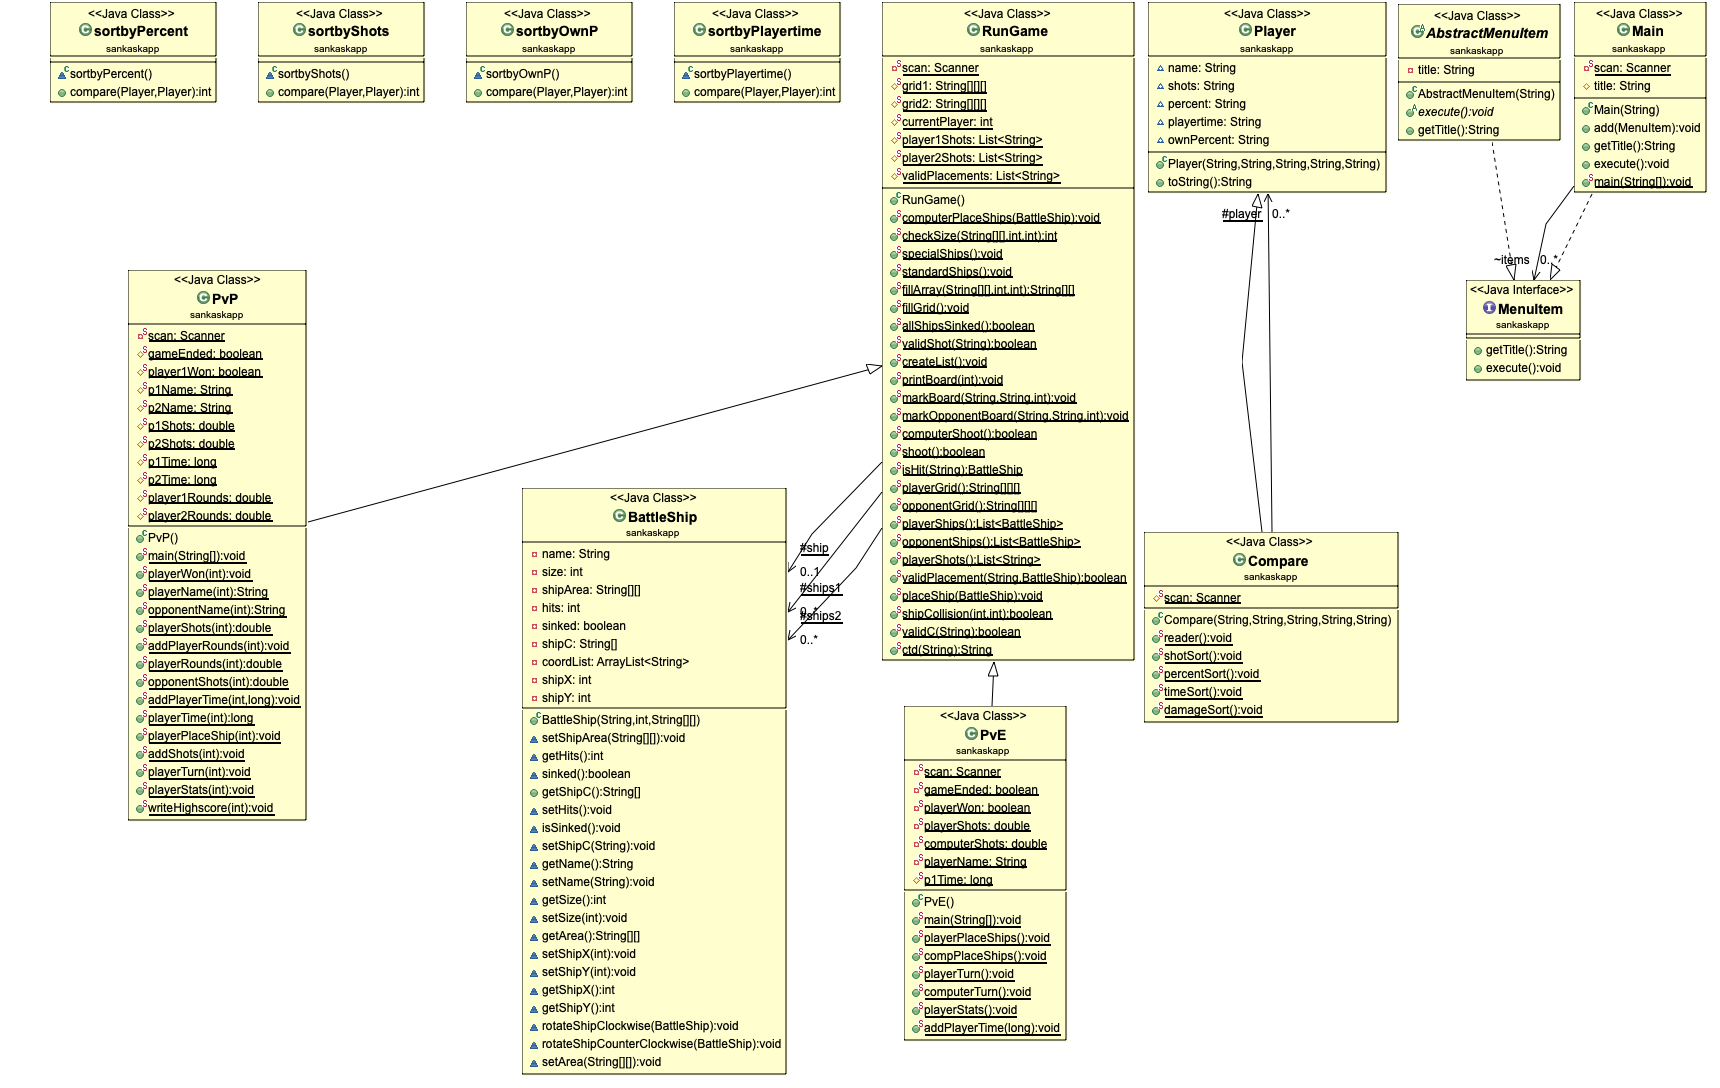 <<Java Class>>
sortbyPercent
sankaskapp
sortbyPercent()
compare(Player,Player):int
<<Java Class>>
sortbyShots
sankaskapp
sortbyShots()
compare(Player,Player):int
<<Java Class>>
sortbyOwnP
sankaskapp
sortbyOwnP()
compare(Player,Player):int
<<Java Class>>
sortbyPlayertime
sankaskapp
sortbyPlayertime()
compare(Player,Player):int
<<Java Class>>
RunGame
sankaskapp
scan: Scanner
grid1: String[][][]
grid2: String[][][]
currentPlayer: int
player1Shots: List<String>
player2Shots: List<String>
validPlacements: List<String>
RunGame()
computerPlaceShips(BattleShip):void
checkSize(String[][],int,int):int
specialShips():void
standardShips():void
fillArray(String[][],int,int):String[][]
fillGrid():void
allShipsSinked():boolean
validShot(String):boolean
createList():void
printBoard(int):void
markBoard(String,String,int):void
markOpponentBoard(String,String,int):void
computerShoot():boolean
shoot():boolean
isHit(String):BattleShip
playerGrid():String[][][]
opponentGrid():String[][][]
playerShips():List<BattleShip>
opponentShips():List<BattleShip>
playerShots():List<String>
validPlacement(String,BattleShip):boolean
placeShip(BattleShip):void
shipCollision(int,int):boolean
validC(String):boolean
ctd(String):String
<<Java Class>>
Player
sankaskapp
name: String
shots: String
percent: String
playertime: String
ownPercent: String
Player(String,String,String,String,String)
toString():String
<<Java Class>>
AbstractMenuItem
sankaskapp
title: String
AbstractMenuItem(String)
execute():void
getTitle():String
<<Java Class>>
Main
sankaskapp
scan: Scanner
title: String
Main(String)
add(MenuItem):void
getTitle():String
execute():void
main(String[]):void
#player
0..*
~items
0..*
<<Java Interface>>
MenuItem
sankaskapp
getTitle():String
execute():void
<<Java Class>>
PvP
sankaskapp
scan: Scanner
gameEnded: boolean
player1Won: boolean
p1Name: String
p2Name: String
p1Shots: double
p2Shots: double
p1Time: long
p2Time: long
player1Rounds: double
player2Rounds: double
PvP()
main(String[]):void
playerWon(int):void
playerName(int):String
opponentName(int):String
playerShots(int):double
addPlayerRounds(int):void
playerRounds(int):double
opponentShots(int):double
addPlayerTime(int,long):void
playerTime(int):long
playerPlaceShip(int):void
addShots(int):void
playerTurn(int):void
playerStats(int):void
writeHighscore(int):void
<<Java Class>>
BattleShip
sankaskapp
name: String
size: int
shipArea: String[][]
hits: int
sinked: boolean
shipC: String[]
coordList: ArrayList<String>
shipX: int
shipY: int
BattleShip(String,int,String[][])
setShipArea(String[][]):void
getHits():int
sinked():boolean
getShipC():String[]
setHits():void
isSinked():void
setShipC(String):void
getName():String
setName(String):void
getSize():int
setSize(int):void
getArea():String[][]
setShipX(int):void
setShipY(int):void
getShipX():int
getShipY():int
rotateShipClockwise(BattleShip):void
rotateShipCounterClockwise(BattleShip):void
setArea(String[][]):void
#ship
0..1
#ships1
0..*
#ships2
0..*
<<Java Class>>
PvE
sankaskapp
scan: Scanner
gameEnded: boolean
playerWon: boolean
playerShots: double
computerShots: double
playerName: String
p1Time: long
PvE()
main(String[]):void
playerPlaceShips():void
compPlaceShips():void
playerTurn():void
computerTurn():void
playerStats():void
addPlayerTime(long):void
<<Java Class>>
Compare
sankaskapp
scan: Scanner
Compare(String,String,String,String,String)
reader():void
shotSort():void
percentSort():void
timeSort():void
damageSort():void